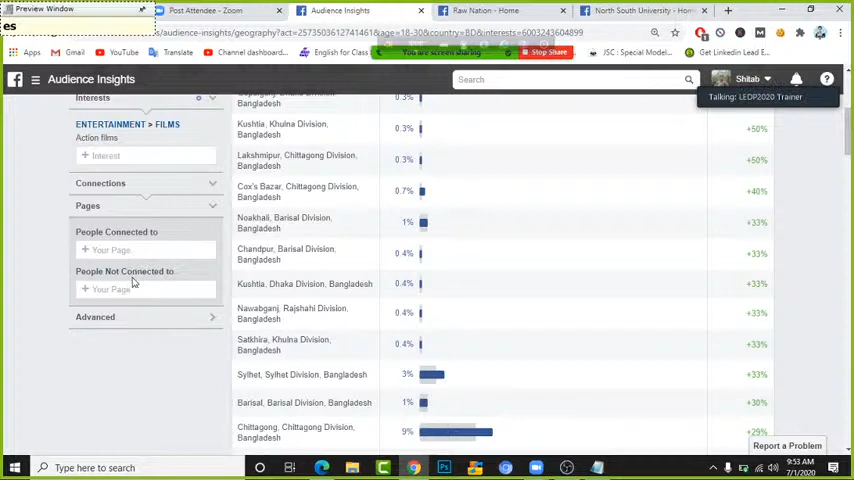 Preview Window
es
Post Attendee - Zoom
Audience Insights
Raw Nation - Home
North South University - Hom
s/audience-insights/geography?act=2573503612741461&age=18-30&country=BD&interests=6003243604899
Apps
Gmail
YouTube
Translate
Channel dashboard...
English for Class
You are screen sharing
Stop Share
JSC : Special Model...
Get Linkedin Lead E...
Audience Insights
Search
Shitab
Talking: LEDP2020 Trainer
Interests
ENTERTAINMENT > FILMS
Action films
+ Interest
Connections
Pages
People Connected to
+ Your Page
People Not Connected to
+ Your Page
Advanced
Bangladesh
0.3%
Kushtia, Khulna Division,
Bangladesh
0.3%
+50%
Lakshmipur, Chittagong Division,
Bangladesh
0.3%
+50%
Cox's Bazar, Chittagong Division,
Bangladesh
0.7%
+40%
Noakhali, Barisal Division,
Bangladesh
1%
+33%
Chandpur, Barisal Division,
Bangladesh
0.4%
+33%
Kushtia, Dhaka Division, Bangladesh
0.4%
+33%
Nawabganj, Rajshahi Division,
Bangladesh
0.4%
+33%
Satkhira, Khulna Division,
Bangladesh
0.4%
+33%
Sylhet, Sylhet Division, Bangladesh
3%
+33%
Barisal, Barisal Division, Bangladesh
1%
+30%
Chittagong, Chittagong Division,
Bangladesh
9%
+29%
Report a Problem
Type here to search
9:53 AM
7/1/2020